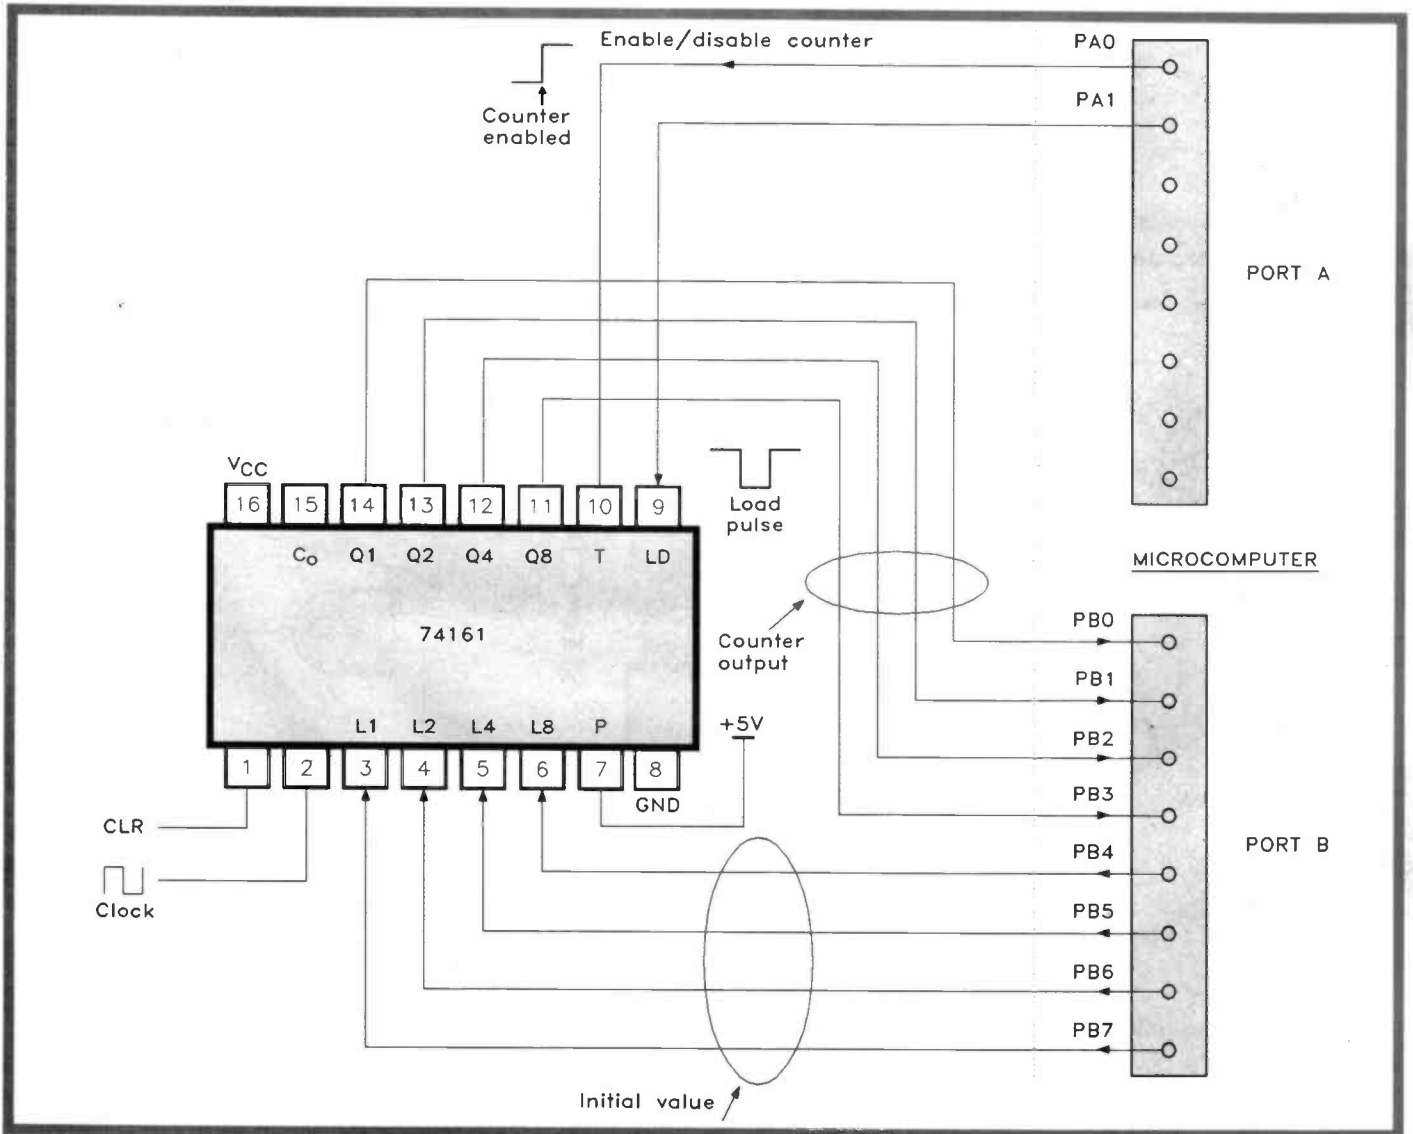 Enable/disable counter
PA0
PA1
Counter
enabled
PORT A
VCC
16 15 14 13 12 11 10 9
Load
pulse
Co Q1 Q2 Q4 Q8 T LD
MICROCOMPUTER
74161
Counter
output
PB0
PB1
L1 L2 L4 L8 P
+5V
PB2
1 2 3 4 5 6 7 8
GND
PB3
CLR
PORT B
PB4
Clock
PB5
PB6
PB7
Initial value